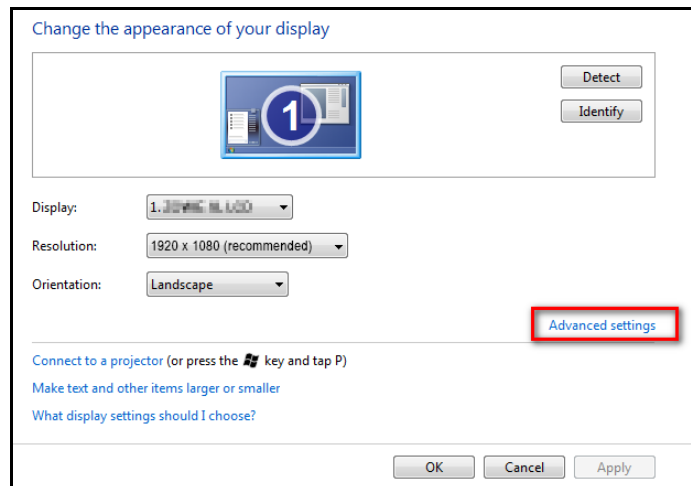 Change the appearance of your display
Detect
Identify
1
Display:
1.
Resolution:
1920 x 1080 (recommended)
Orientation:
Landscape
Advanced settings
Connect to a projector (or press the key and tap P)
Make text and other items larger or smaller
What display settings should I choose?
OK
Cancel
Apply